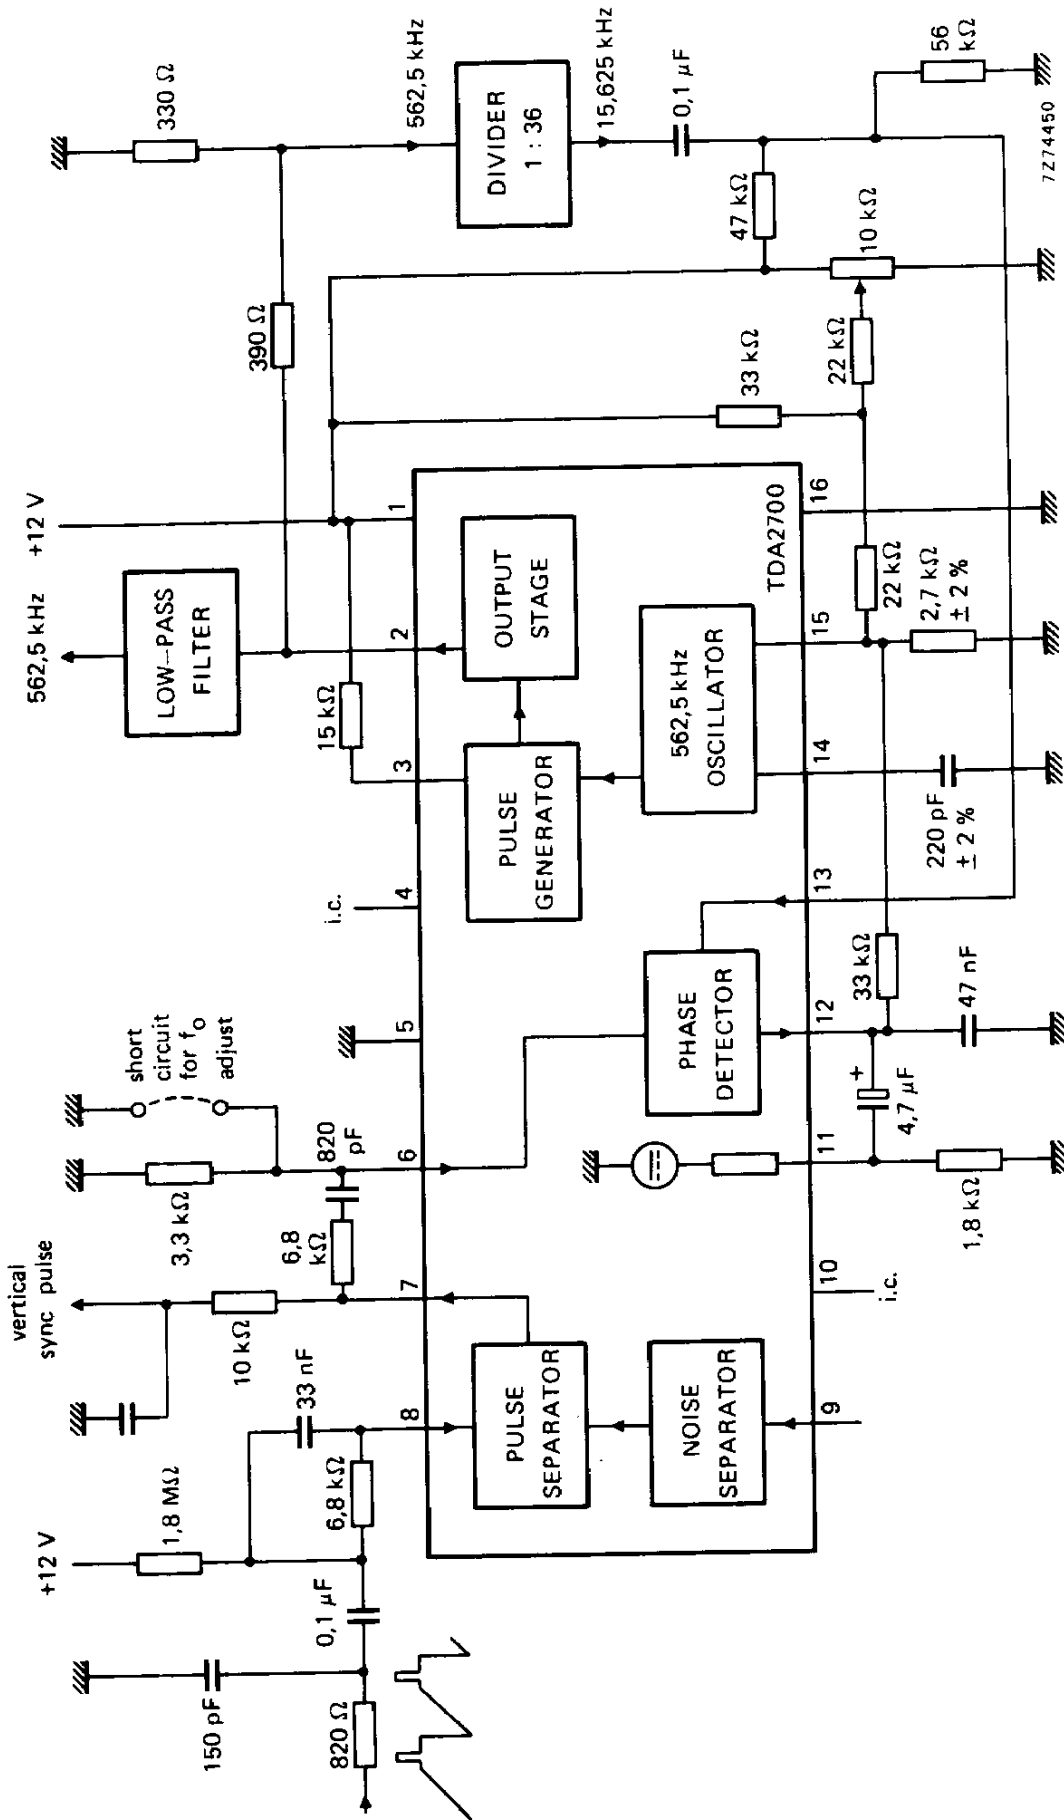 +12 V
1,8 MΩ
150 pF
820 Ω
0,1 µF
6,8 kΩ
33 nF
vertical
sync pulse
10 kΩ
3,3 kΩ
6,8
kΩ
820
pF
short
circuit
for fo
adjust
i.c.
562,5 kHz
+12 V
LOW–PASS
FILTER
15 kΩ
390 Ω
330 Ω
8
7
6
5
4
3
2
1
PULSE
SEPARATOR
NOISE
SEPARATOR
PHASE
DETECTOR
PULSE
GENERATOR
OUTPUT
STAGE
562,5 kHz
OSCILLATOR
TDA2700
9
10
11
12
13
14
15
16
i.c.
1,8 kΩ
4,7 µF
+
47 nF
33 kΩ
220 pF
± 2 %
2,7 kΩ
± 2 %
22 kΩ
33 kΩ
22 kΩ
10 kΩ
47 kΩ
562,5 kHz
DIVIDER
1 : 36
15,625 kHz
0,1 µF
56
kΩ
7Z74450